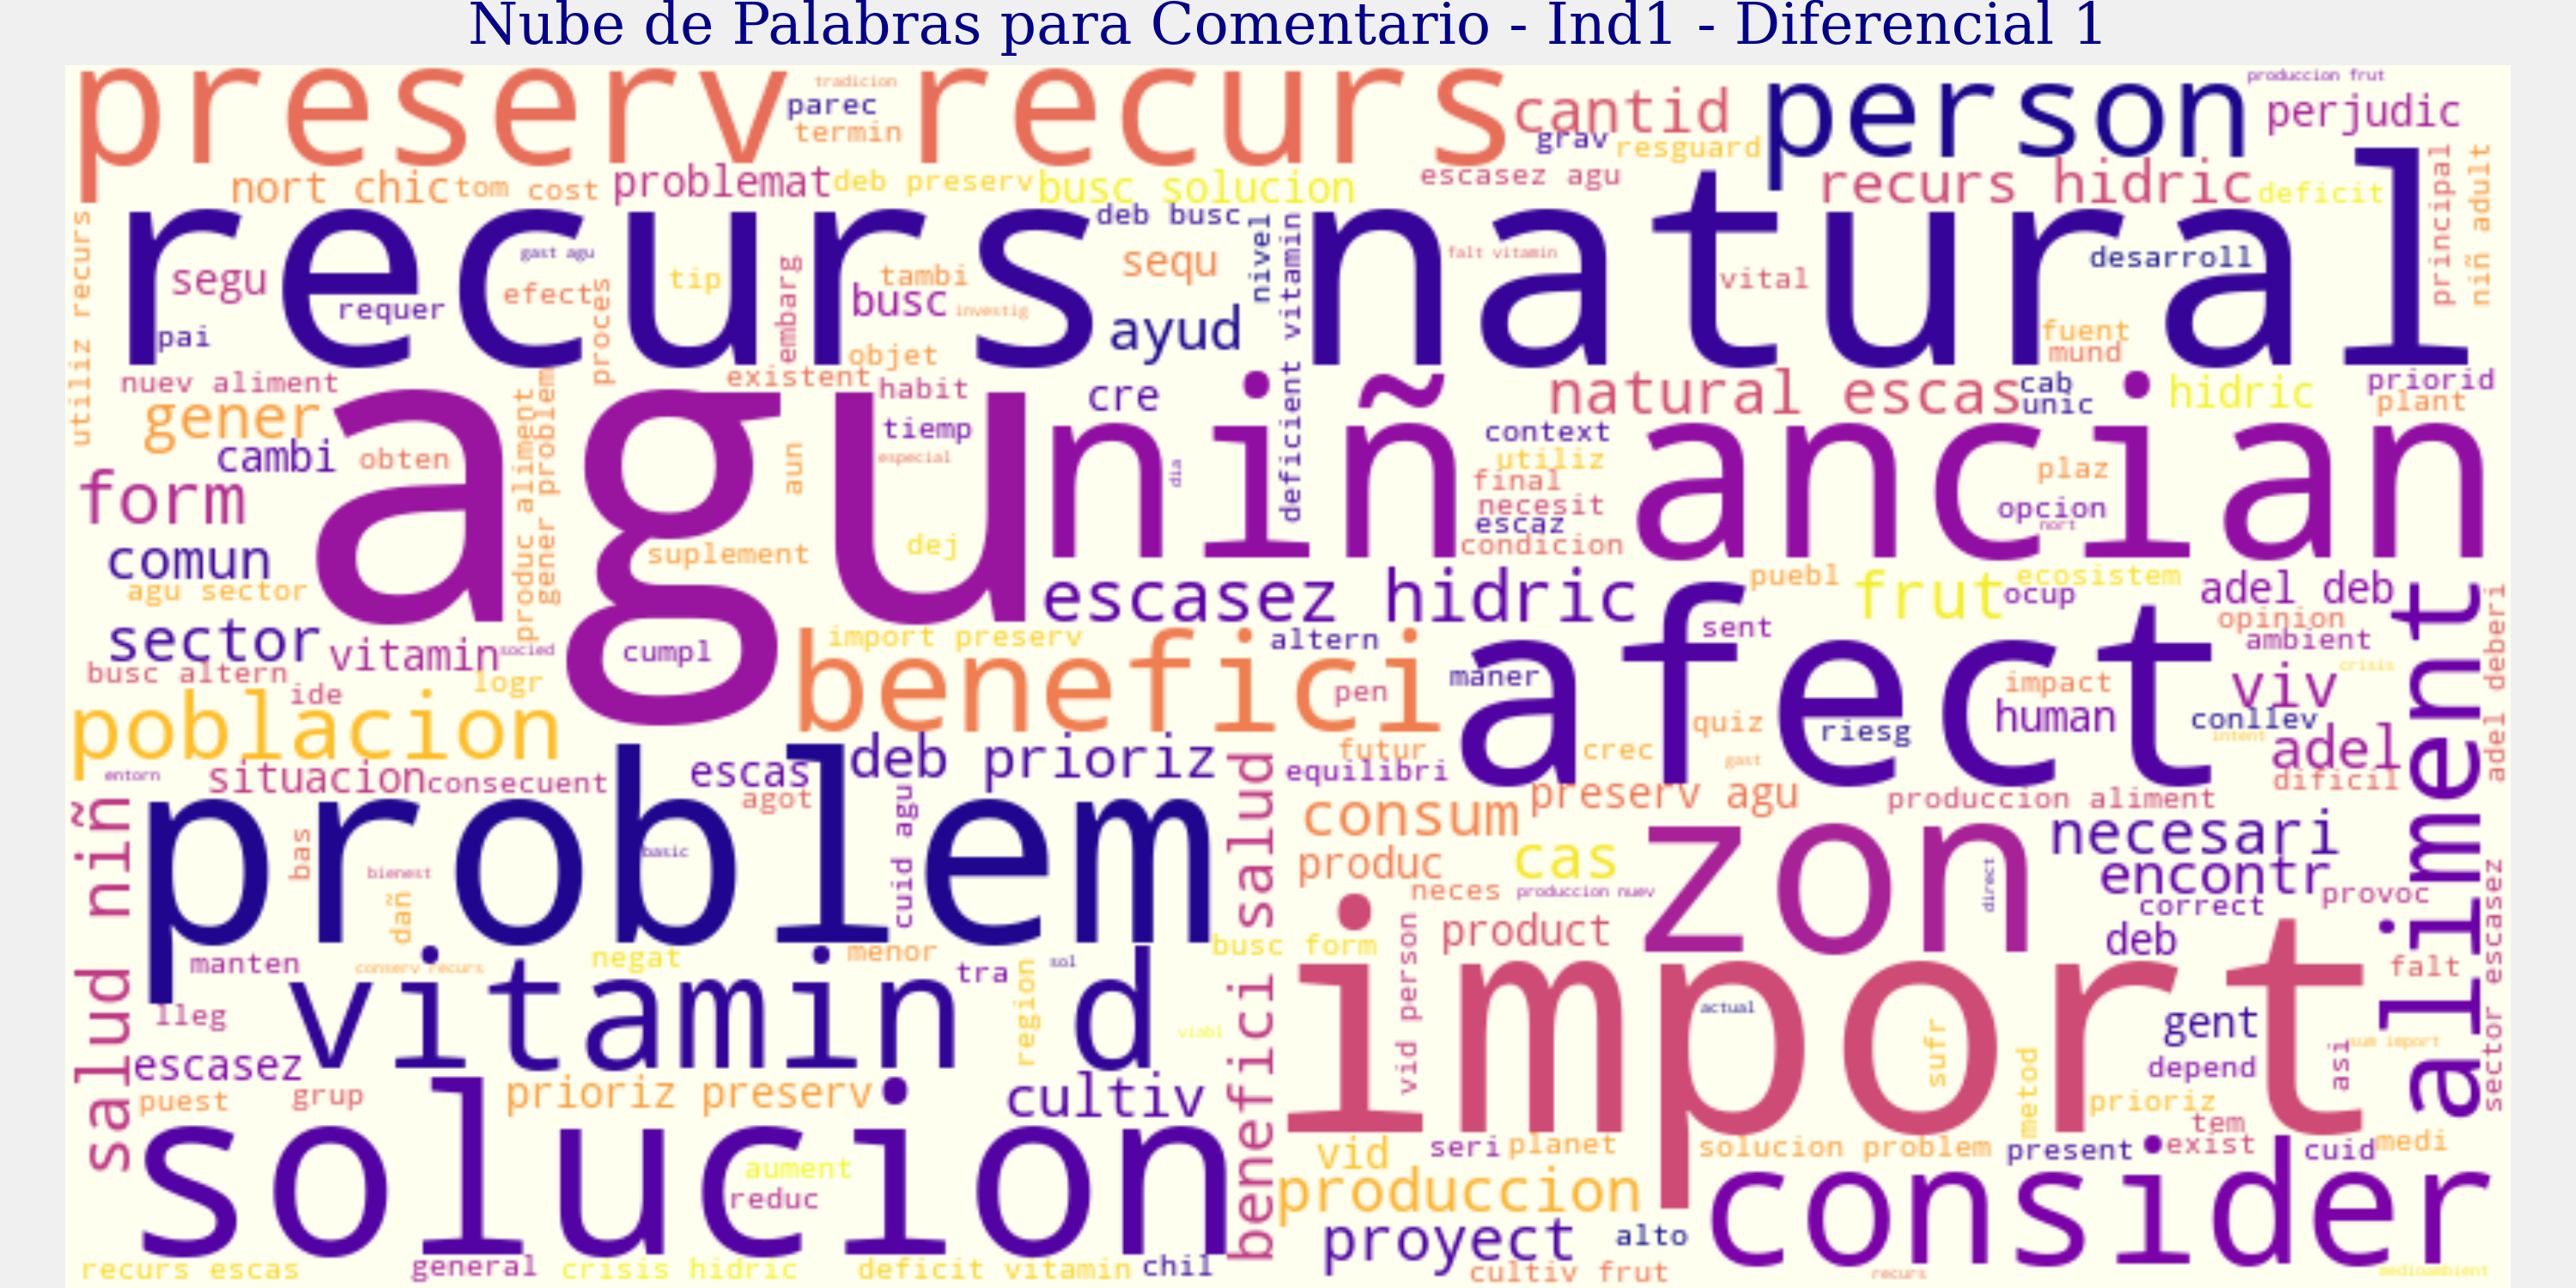 Nube de Palabras para Comentario - Ind1 - Diferencial 1
preserv recurs
tradicion
parec
termin
cantid
grav
resguard
person
produccion frut
perjudic
nort chic
tom cost
problemat
deb preserv
busc solucion
escasez agu
recurs hidric
deficit
principal
niñ adult
utiliz recurs
recurs natural
deb busc
segu
gast agu
requer
efect
proces
tip
embarg
tambi
busc
investig
sequ
nivel
deficient vitamin
falt vitamin
vital
desarroll
pai
objet
ayud
fuent
mund
nuev aliment
existent
habit
cre
natural escas
cab
unic
hidric
priorid
plant
gener
agu
niñ
ancian
tiemp
context
utiliz
cambi
obten
produc aliment
gener problem
aun
especial
dia
final
necesit
escaz
condicion
plaz
opcion
nort
form
comun
suplement
dej
agu sector
escasez hidric
puebl
frut
ecosistem
ocup
adel deb
opinion
ambient
adel deberi
aliment
sector
vitamin
socied
cumpl
import preserv
altern
sent
afect
busc altern
ide
logr
benefici
pen
maner
impact
viv
crisis
poblacion
quiz
riesg
human
conllev
intent
adel
dificil
entorn
situacion
consecuent
escas
deb prioriz
futur
equilibri
crec
gast
agot
preserv agu
produccion aliment
salud niñ
problem
bas
basic
bienest
dañ
cuid agu
benefici salud
consum
produc
cas
zon
direct
necesari
encontr
provoc
neces
produccion nuev
correct
product
deb
busc form
manten
conserv recurs
negat
menor
tra
sol
falt
sector escasez
vitamin d
region
viabl
vid person
import
actual
sufr
metod
gent
sum import
asi
depend
lleg
escasez
puest
grup
prioriz preserv
cultiv
prioriz
tem
solucion
vid
seri
planet
solucion problem
present
exist
cuid
medi
aument
reduc
produccion
consider
proyect
alto
recurs escas
general
crisis hidric
deficit vitamin
chil
cultiv frut
recurs
medioambient